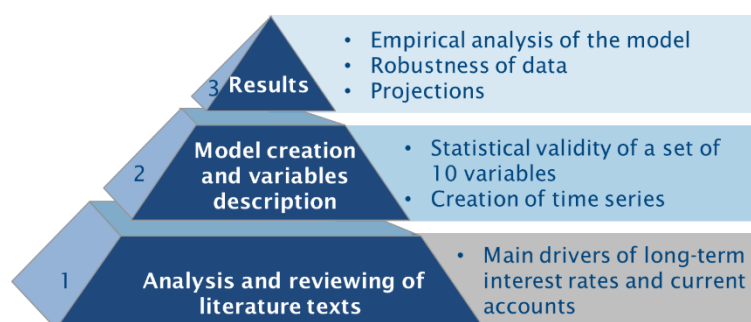 3 Results
• Empirical analysis of the model
• Robustness of data
• Projections
2
Model creation
and variables
description
• Statistical validity of a set of
10 variables
• Creation of time series
1
Analysis and reviewing of
literature texts
• Main drivers of long-term
interest rates and current
accounts